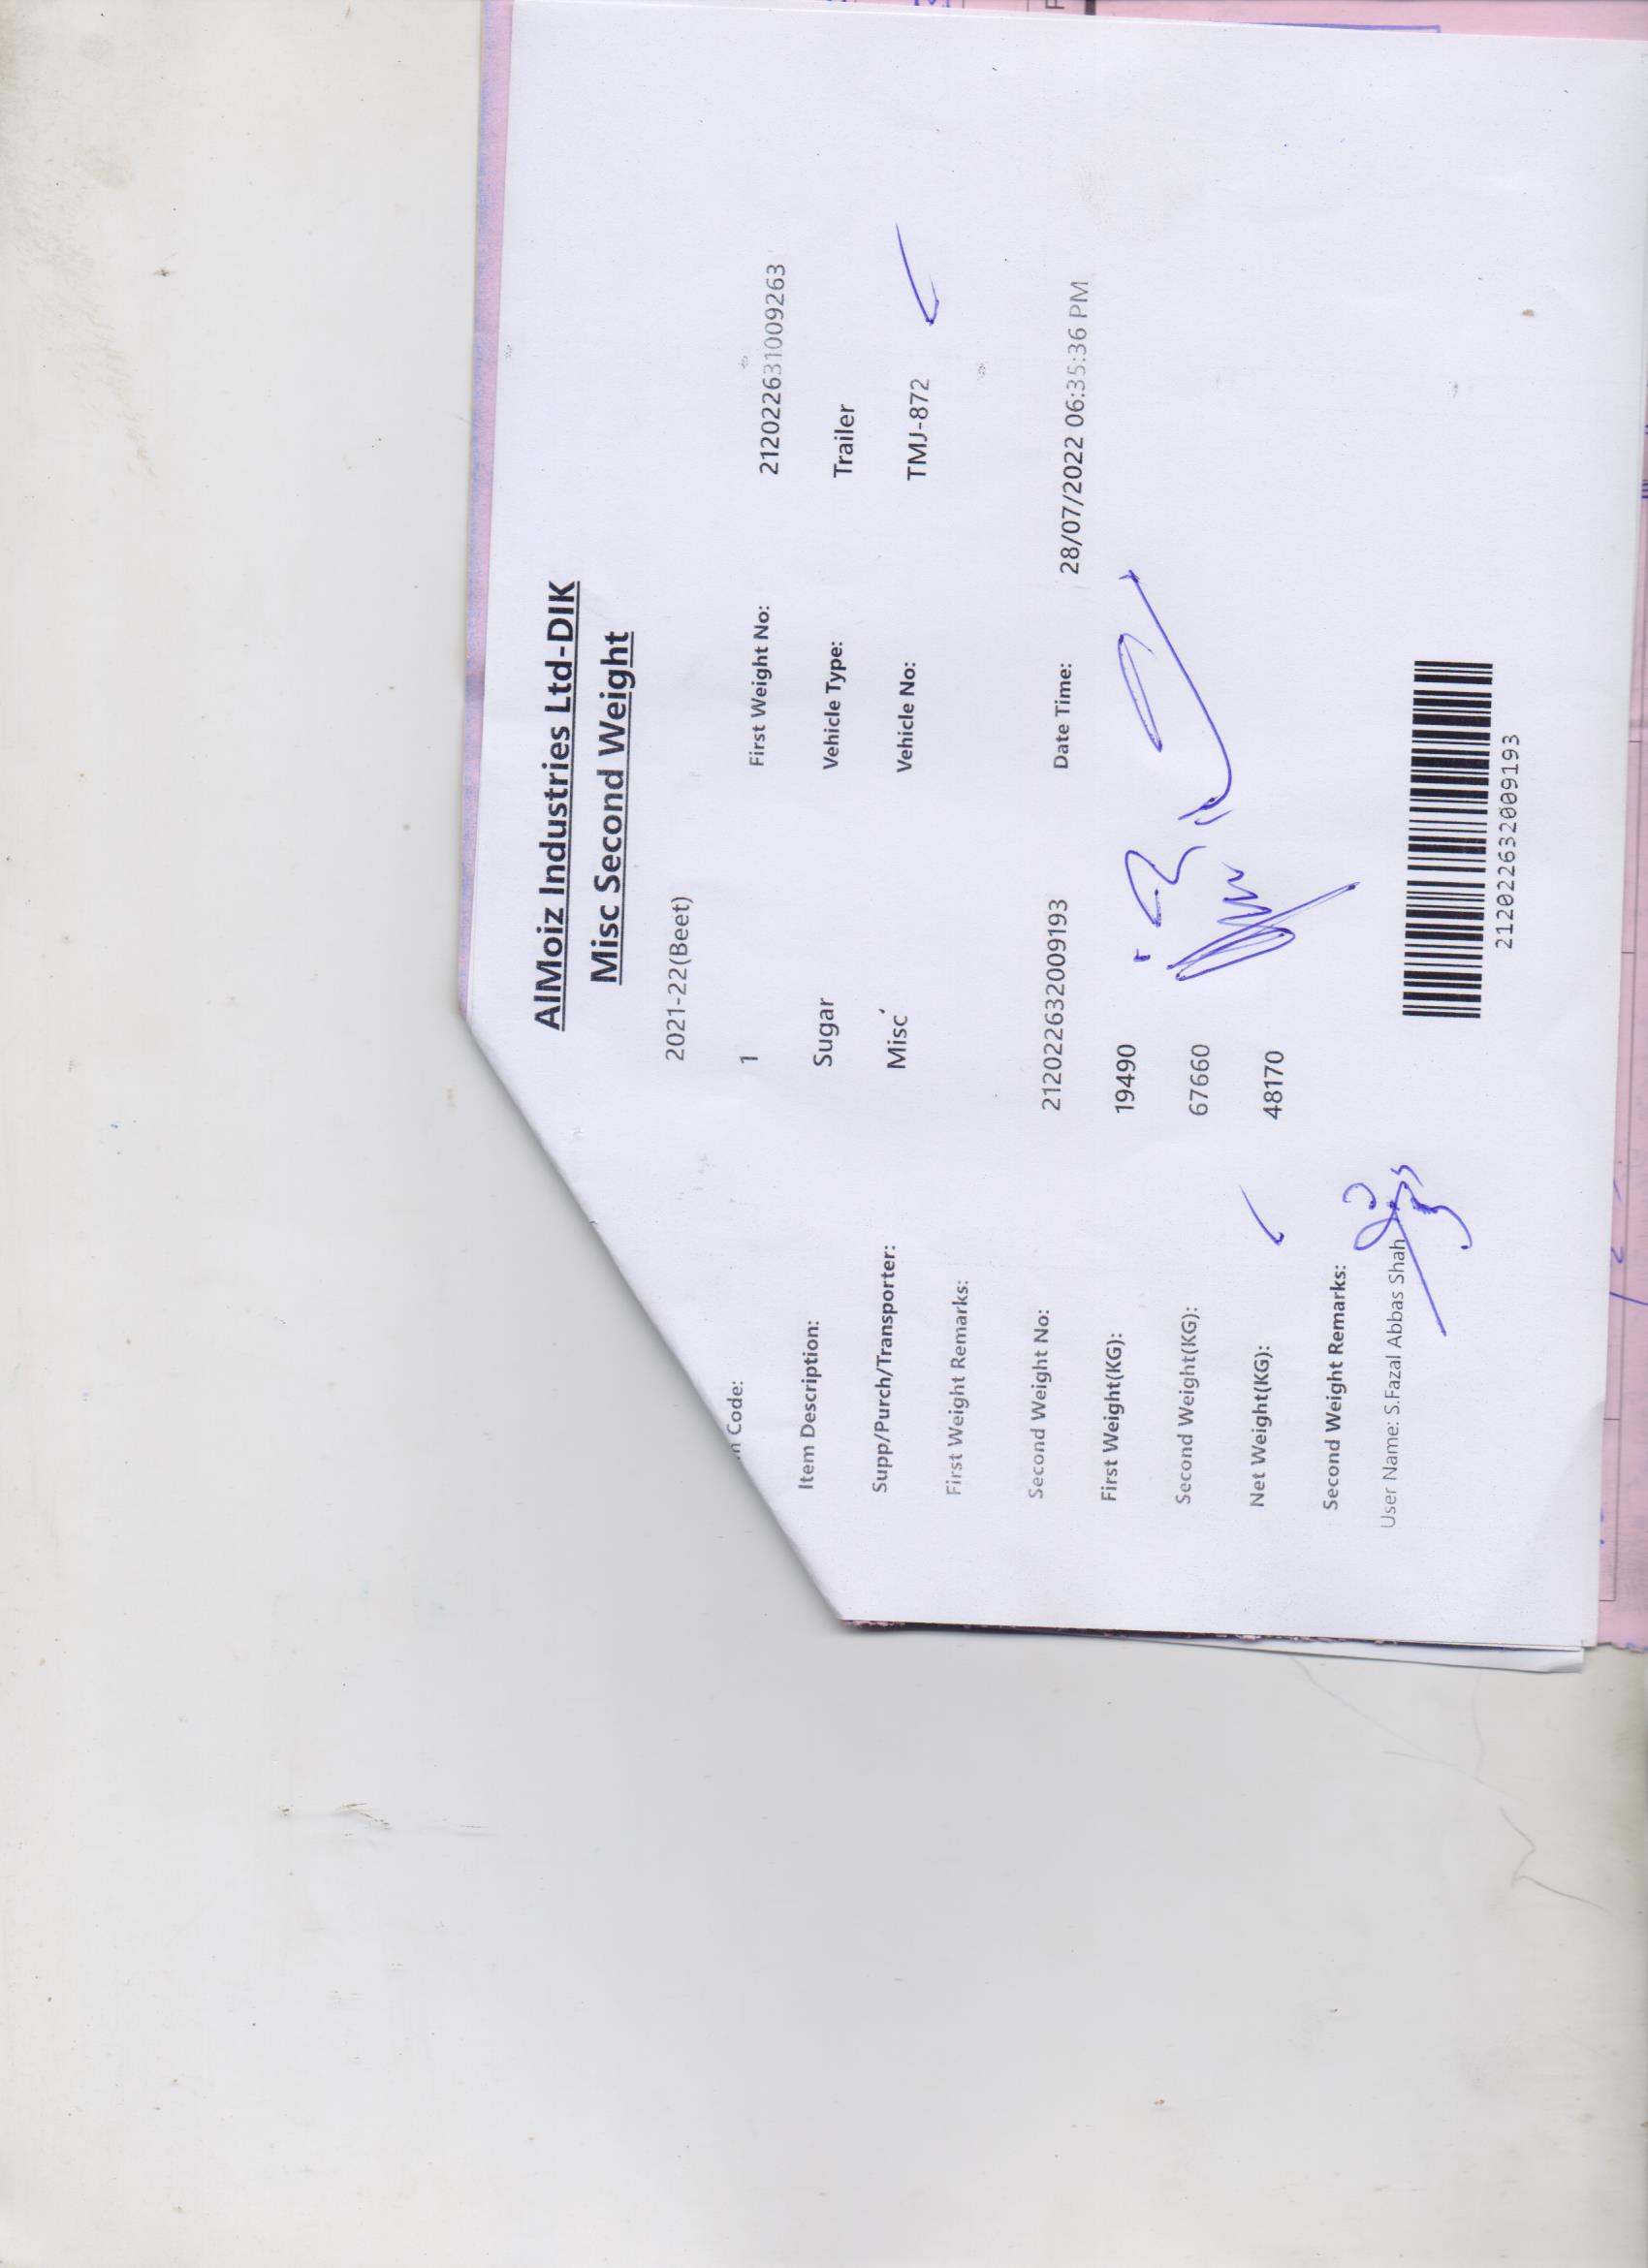 AlMoiz Industries Ltd-DIK
Misc Second Weight
2021-22(Beet)
Code: 1 First Weight No: 212022631009263
Item Description: Sugar Vehicle Type: Trailer
Supp/Purch/Transporter: Misc Vehicle No: TMJ-872
First Weight Remarks:
Second Weight No: 212022632009193 Date Time: 28/07/2022 06:35:36 PM
First Weight(KG): 19490
Second Weight(KG): 67660
Net Weight(KG): 48170
Second Weight Remarks:
User Name: S.Fazal Abbas Shah
212022632009193